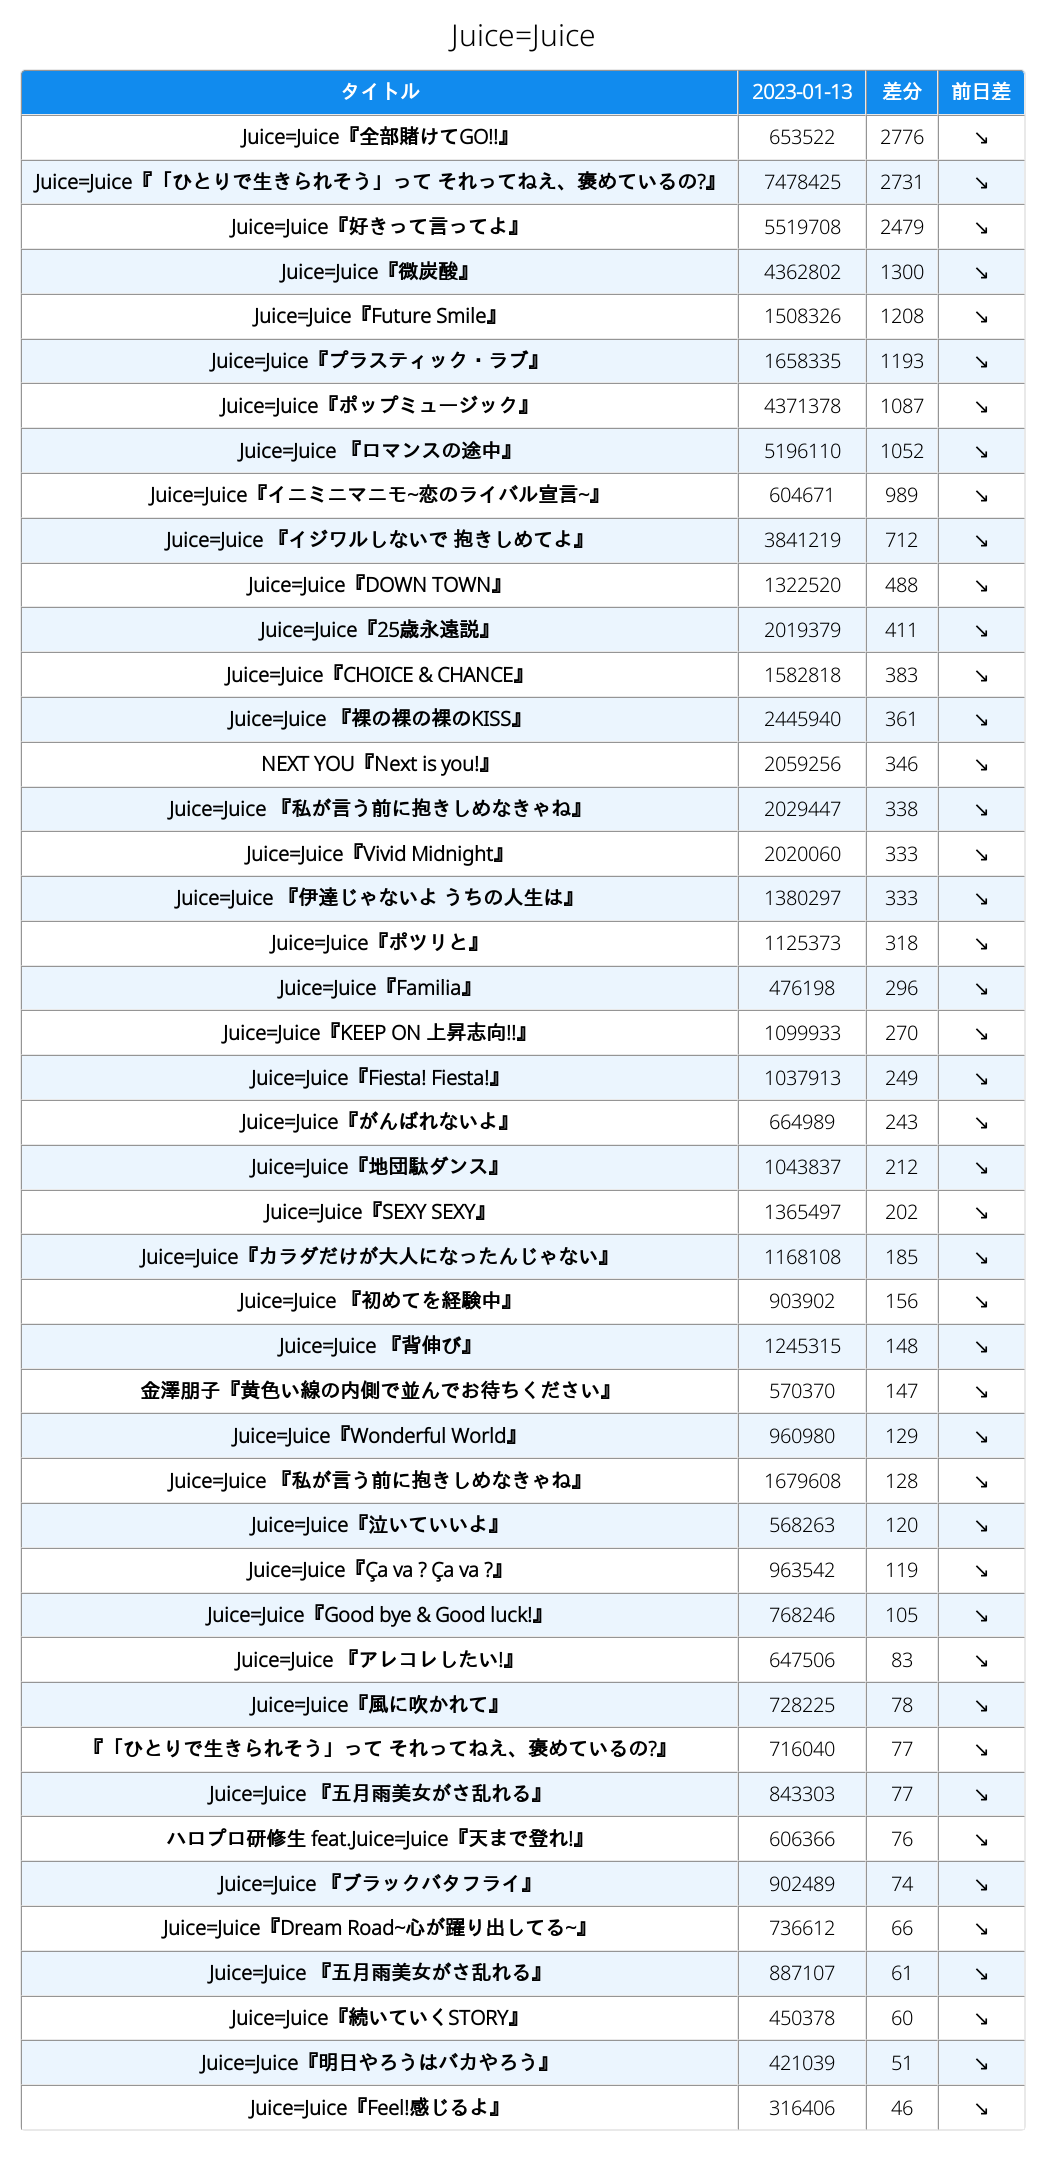 Juice=Juice
タイトル 2023-01-13 差分 前日差
Juice=Juice『全部賭けてGO!!』 653522 2776 ↘
Juice=Juice『「ひとりで生きられそう」って それってねえ、褒めているの?』 7478425 2731 ↘
Juice=Juice『好きって言ってよ』 5519708 2479 ↘
Juice=Juice『微炭酸』 4362802 1300 ↘
Juice=Juice『Future Smile』 1508326 1208 ↘
Juice=Juice『プラスティック・ラブ』 1658335 1193 ↘
Juice=Juice『ポップミュージック』 4371378 1087 ↘
Juice=Juice 『ロマンスの途中』 5196110 1052 ↘
Juice=Juice『イニミニマニモ~恋のライバル宣言~』 604671 989 ↘
Juice=Juice 『イジワルしないで 抱きしめてよ』 3841219 712 ↘
Juice=Juice『DOWN TOWN』 1322520 488 ↘
Juice=Juice『25歳永遠説』 2019379 411 ↘
Juice=Juice『CHOICE & CHANCE』 1582818 383 ↘
Juice=Juice 『裸の裸の裸のKISS』 2445940 361 ↘
NEXT YOU『Next is you!』 2059256 346 ↘
Juice=Juice 『私が言う前に抱きしめなきゃね』 2029447 338 ↘
Juice=Juice『Vivid Midnight』 2020060 333 ↘
Juice=Juice 『伊達じゃないよ うちの人生は』 1380297 333 ↘
Juice=Juice『ポツリと』 1125373 318 ↘
Juice=Juice『Familia』 476198 296 ↘
Juice=Juice『KEEP ON 上昇志向!!』 1099933 270 ↘
Juice=Juice『Fiesta! Fiesta!』 1037913 249 ↘
Juice=Juice『がんばれないよ』 664989 243 ↘
Juice=Juice『地団駄ダンス』 1043837 212 ↘
Juice=Juice『SEXY SEXY』 1365497 202 ↘
Juice=Juice『カラダだけが大人になったんじゃない』 1168108 185 ↘
Juice=Juice 『初めてを経験中』 903902 156 ↘
Juice=Juice 『背伸び』 1245315 148 ↘
金澤朋子『黄色い線の内側で並んでお待ちください』 570370 147 ↘
Juice=Juice『Wonderful World』 960980 129 ↘
Juice=Juice 『私が言う前に抱きしめなきゃね』 1679608 128 ↘
Juice=Juice『泣いていいよ』 568263 120 ↘
Juice=Juice『Ça va ? Ça va ?』 963542 119 ↘
Juice=Juice『Good bye & Good luck!』 768246 105 ↘
Juice=Juice 『アレコレしたい!』 647506 83 ↘
Juice=Juice『風に吹かれて』 728225 78 ↘
『「ひとりで生きられそう」って それってねえ、褒めているの?』 716040 77 ↘
Juice=Juice 『五月雨美女がさ乱れる』 843303 77 ↘
ハロプロ研修生 feat.Juice=Juice『天まで登れ!』 606366 76 ↘
Juice=Juice 『ブラックバタフライ』 902489 74 ↘
Juice=Juice『Dream Road~心が躍り出してる~』 736612 66 ↘
Juice=Juice 『五月雨美女がさ乱れる』 887107 61 ↘
Juice=Juice『続いていくSTORY』 450378 60 ↘
Juice=Juice『明日やろうはバカやろう』 421039 51 ↘
Juice=Juice『Feel!感じるよ』 316406 46 ↘